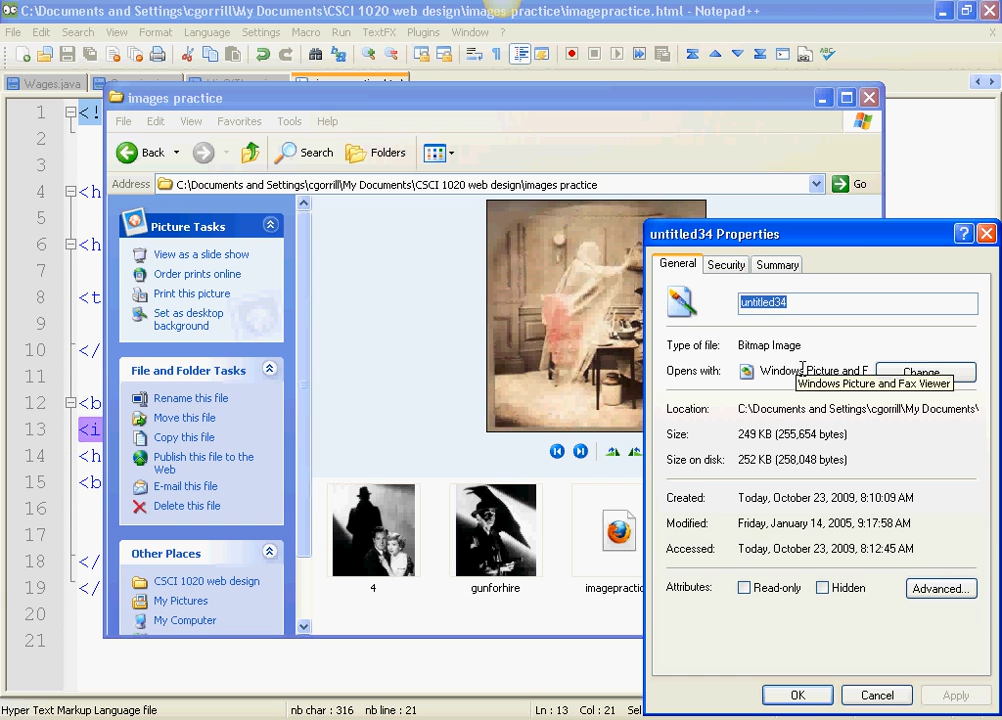 C:\Documents and Settings\cgorrill\My Documents\CSCI 1020 web design\images practice\imagepractice.html - Notepad++
File Edit Search View Format Language Settings Macro Run TextFX Plugins Window ? X
Wages.java
images practice
File Edit View Favorites Tools Help
Back Search Folders
Address C:\Documents and Settings\cgorrill\My Documents\CSCI 1020 web design\images practice Go
Picture Tasks
View as a slide show
Order prints online
Print this picture
Set as desktop
background
File and Folder Tasks
Rename this file
Move this file
Copy this file
Publish this file to the
Web
E-mail this file
Delete this file
Other Places
CSCI 1020 web design
My Pictures
My Computer
4 gunforhire imagepractic
1 <!
2
3
4 <h
5
6 <h
7
8 <t
9
10 </
11
12 <b
13 <i
14 <h
15 <b
16
17
18 </
19 </
20
21
untitled34 Properties ?
General Security Summary
untitled34
Type of file: Bitmap Image
Opens with: Windows Picture and F Change...
Windows Picture and Fax Viewer
Location: C:\Documents and Settings\cgorrill\My Documents\
Size: 249 KB (255,654 bytes)
Size on disk: 252 KB (258,048 bytes)
Created: Today, October 23, 2009, 8:10:09 AM
Modified: Friday, January 14, 2005, 9:17:58 AM
Accessed: Today, October 23, 2009, 8:12:45 AM
Attributes: Read-only Hidden Advanced...
OK Cancel Apply
Hyper Text Markup Language file nb char : 316 nb line : 21 Ln : 13 Col : 21 Sel